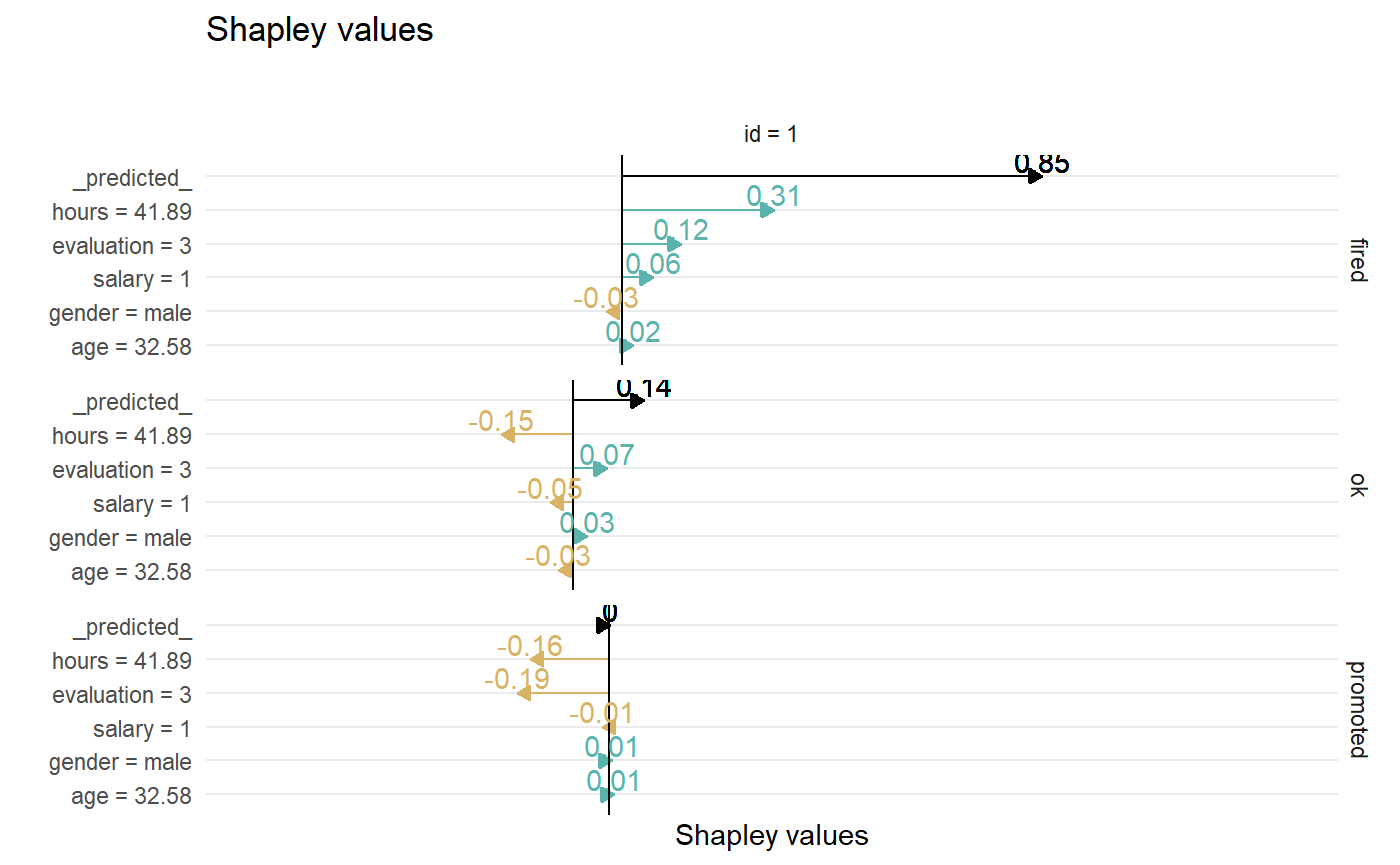 Shapley values
id = 1
_predicted_ 0.85
hours = 41.89 0.31
evaluation = 3 0.12
salary = 1 0.06
gender = male -0.03
age = 32.58 0.02
fired
_predicted_ 0.14
hours = 41.89 -0.15
evaluation = 3 0.07
salary = 1 -0.05
gender = male 0.03
age = 32.58 -0.03
ok
_predicted_ 0
hours = 41.89 -0.16
evaluation = 3 -0.19
salary = 1 -0.01
gender = male 0.01
age = 32.58 0.01
promoted
Shapley values